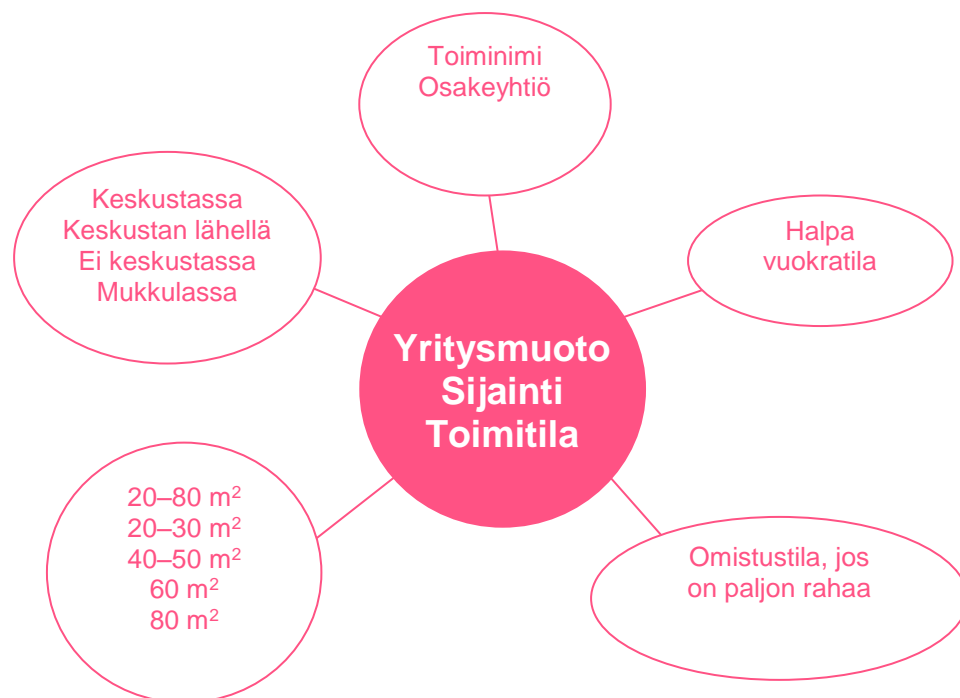 Toiminimi
Osakeyhtiö
Keskustassa
Keskustan lähellä
Ei keskustassa
Mukkulassa
Halpa
vuokratila
Yritysmuoto
Sijainti
Toimitila
20–80 m²
20–30 m²
40–50 m²
60 m²
80 m²
Omistustila, jos
on paljon rahaa